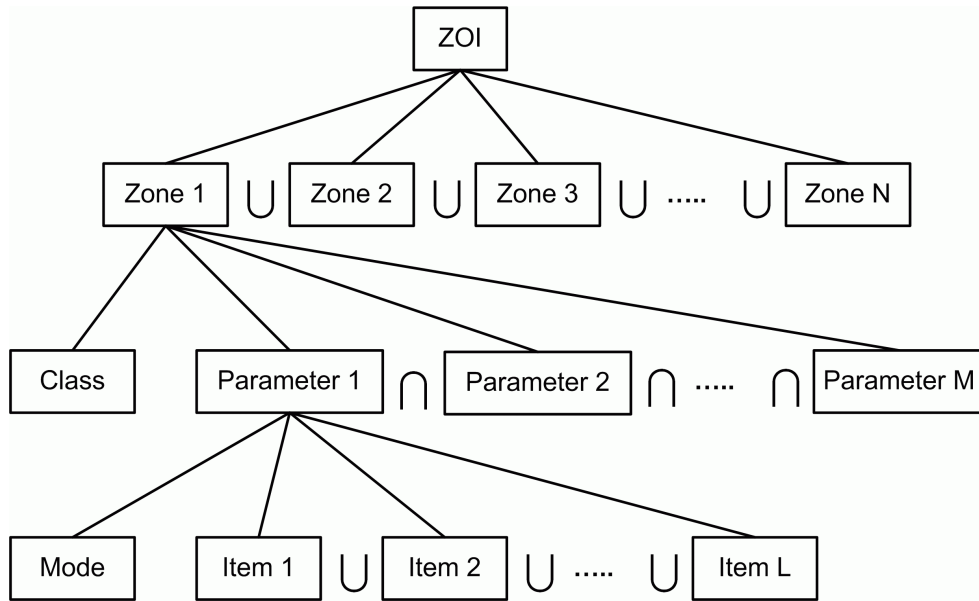 ZOI
Zone 1 ∪ Zone 2 ∪ Zone 3 ∪ ..... ∪ Zone N
Class Parameter 1 ∩ Parameter 2 ∩ ..... ∩ Parameter M
Mode Item 1 ∪ Item 2 ∪ ..... ∪ Item L